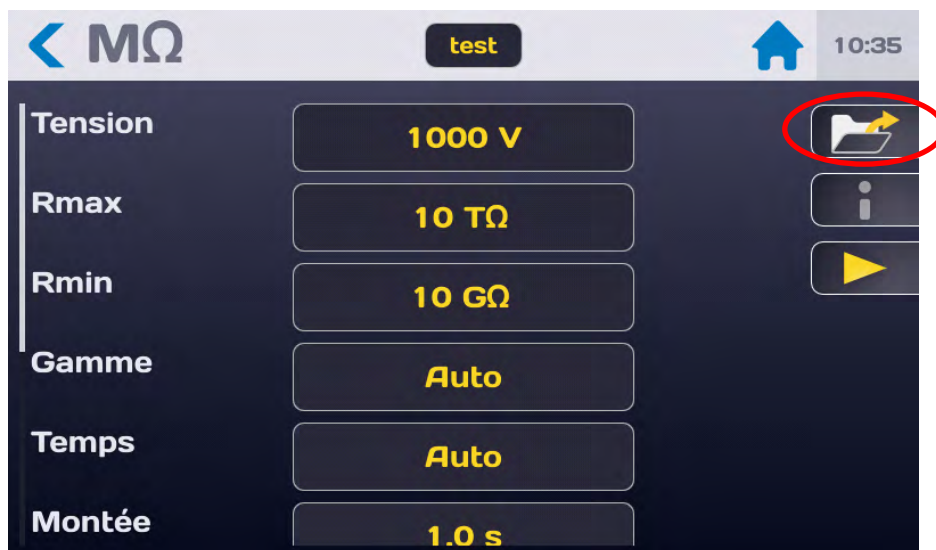 MΩ
test
10:35
Tension
1000 V
Rmax
10 TΩ
Rmin
10 GΩ
Gamme
Auto
Temps
Auto
Montée
1.0 s